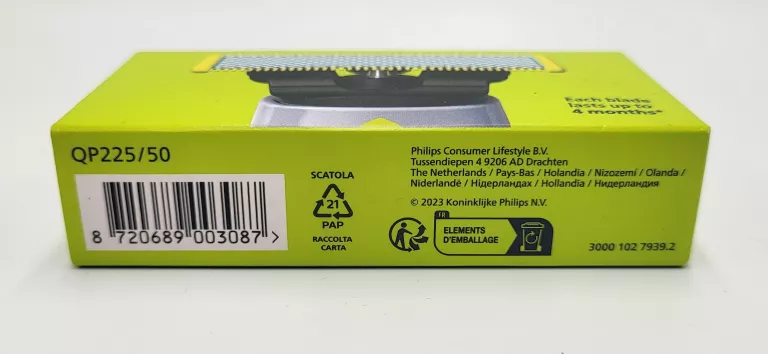 Each blade
lasts up to
4 months*
QP225/50
8 720689 003087 >
SCATOLA
21
PAP
RACCOLTA
CARTA
Philips Consumer Lifestyle B.V.
Tussendiepen 4 9206 AD Drachten
The Netherlands / Pays-Bas / Holandia / Nizozemí / Olanda /
Niderlandė / Нідерландах / Hollandia / Нидерландия
© 2023 Koninklijke Philips N.V.
FR
ELEMENTS
D'EMBALLAGE
3000 102 7939.2